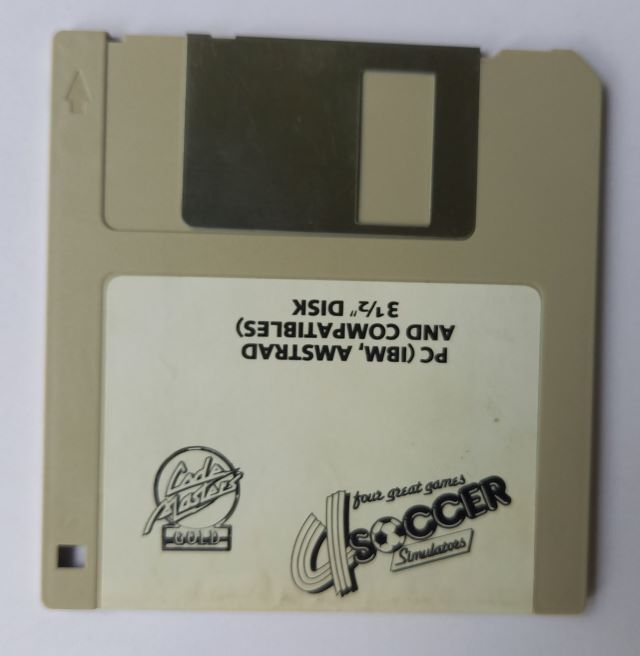 four great games
4 SOCCER
Simulators
Code
Masters
GOLD
PC (IBM, AMSTRAD
AND COMPATIBLES)
3 1/2" DISK